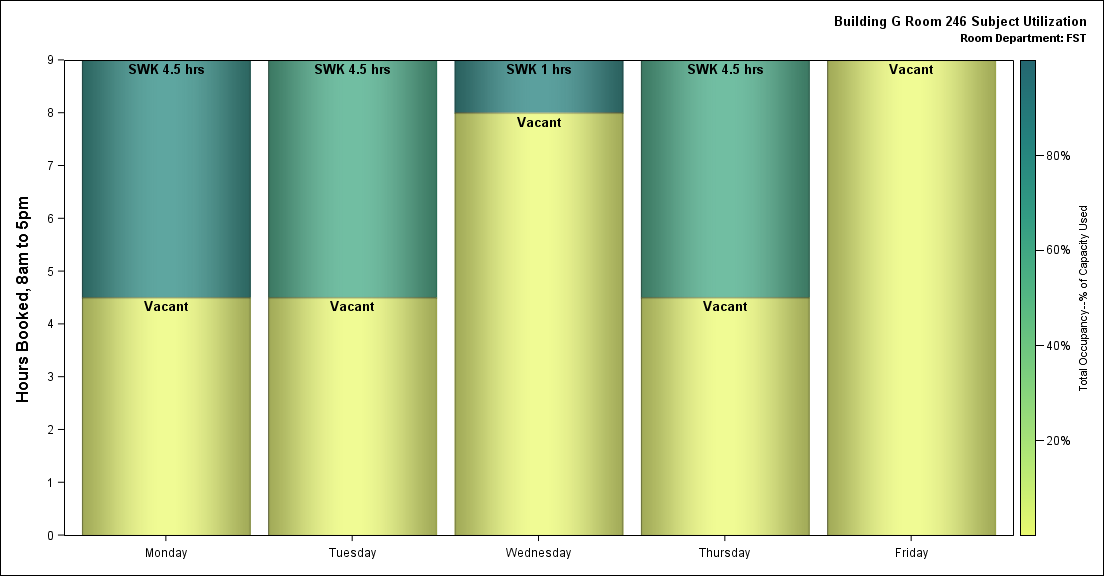 Building G Room 246 Subject Utilization
Room Department: FST
Hours Booked, 8am to 5pm
9
8
7
6
5
4
3
2
1
0
SWK 4.5 hrs
Vacant
SWK 4.5 hrs
Vacant
SWK 1 hrs
Vacant
SWK 4.5 hrs
Vacant
Vacant
Monday
Tuesday
Wednesday
Thursday
Friday
80%
60%
40%
20%
Total Occupancy--% of Capacity Used